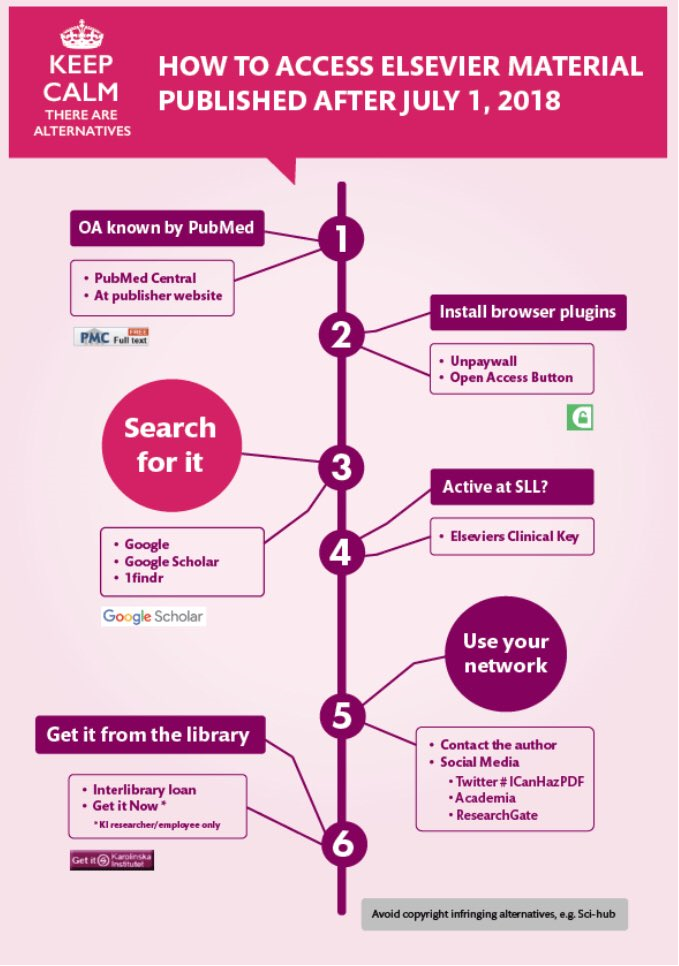 KEEP
CALM
THERE ARE
ALTERNATIVES
HOW TO ACCESS ELSEVIER MATERIAL
PUBLISHED AFTER JULY 1, 2018
1
OA known by PubMed
• PubMed Central
• At publisher website
PMC FREE
Full text
2
Install browser plugins
• Unpaywall
• Open Access Button
3
Search
for it
• Google
• Google Scholar
• 1findr
Google Scholar
4
Active at SLL?
• Elseviers Clinical Key
5
Use your
network
• Contact the author
• Social Media
• Twitter # ICanHazPDF
• Academia
• ResearchGate
6
Get it from the library
• Interlibrary loan
• Get it Now *
* KI researcher/employee only
Get it @ Karolinska
Institutet
Avoid copyright infringing alternatives, e.g. Sci-hub